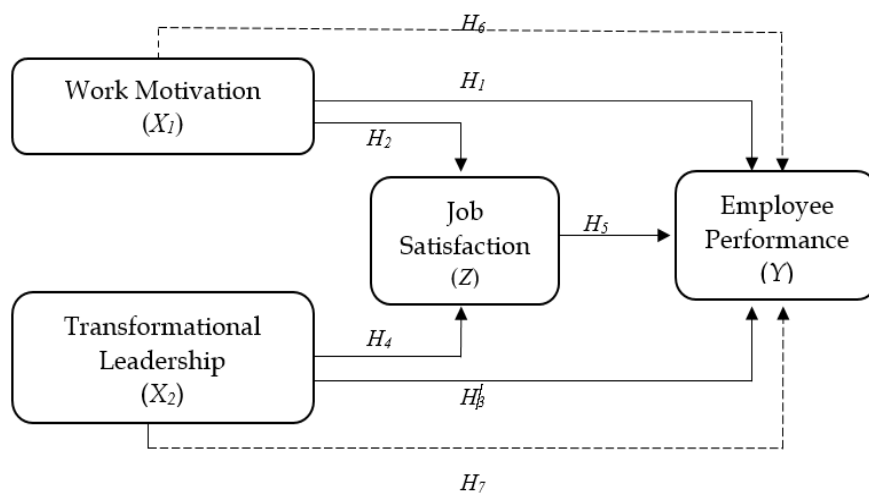 H6
Work Motivation
(X1)
H1
H2
Job
Satisfaction
(Z)
H5
Employee
Performance
(Y)
Transformational
Leadership
(X2)
H4
H3
H7